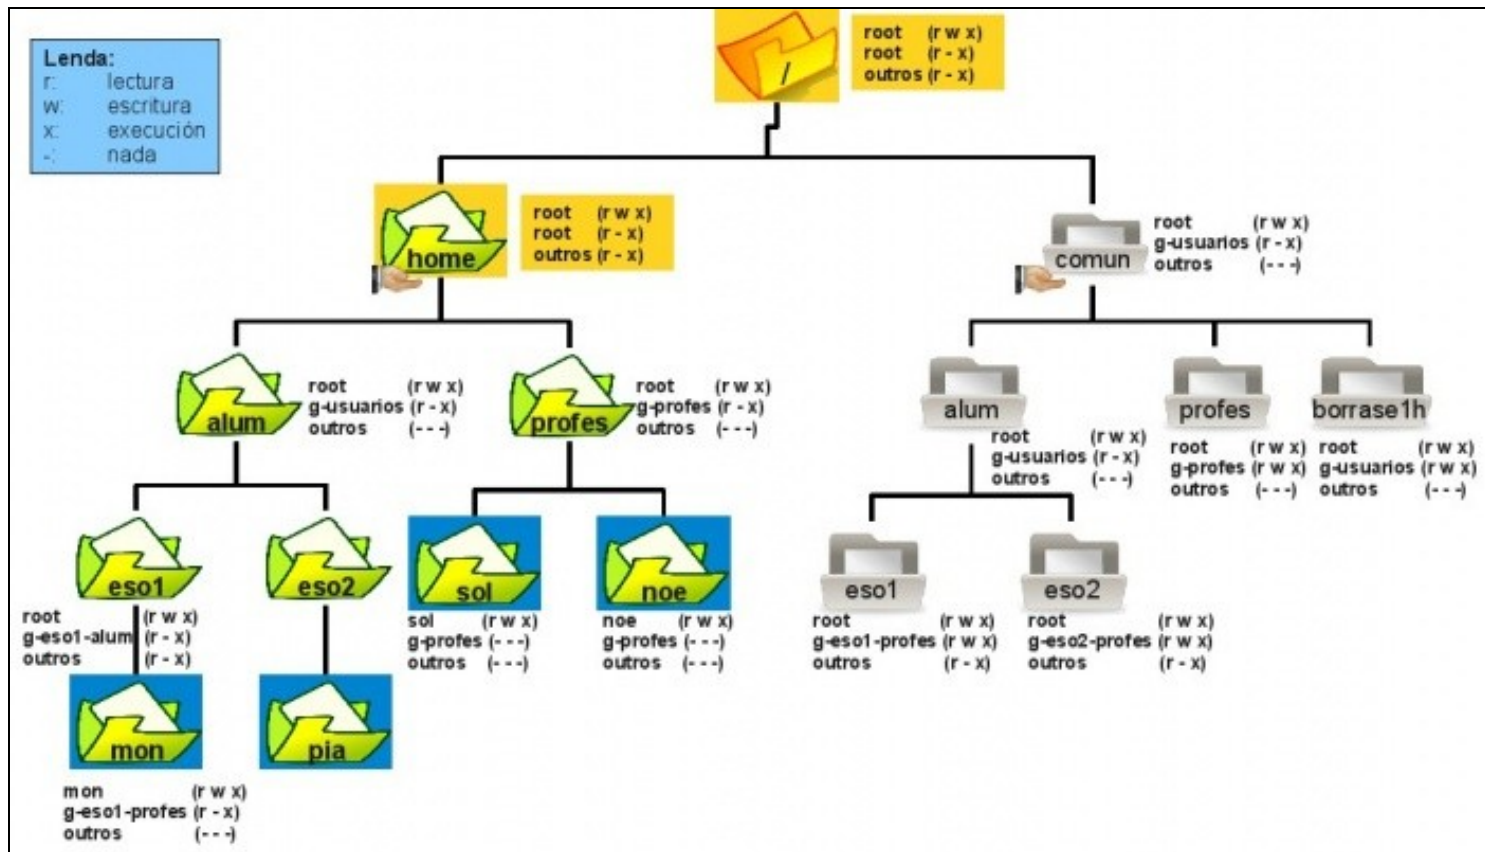 Lenda:
r: lectura
w: escritura
x: execución
-: nada
/
root (r w x)
root (r - x)
outros (r - x)
home
root (r w x)
root (r - x)
outros (r - x)
comun
root (r w x)
g-usuarios (r - x)
outros (- - -)
alum
root (r w x)
g-usuarios (r - x)
outros (- - -)
profes
root (r w x)
g-profes (r - x)
outros (- - -)
alum
root (r w x)
g-usuarios (r - x)
outros (- - -)
profes
root (r w x)
g-profes (r w x)
outros (- - -)
borrase1h
root (r w x)
g-usuarios (r w x)
outros (- - -)
eso1
root (r w x)
g-eso1-alum (r - x)
outros (r - x)
eso2
sol
sol (r w x)
g-profes (- - -)
outros (- - -)
noe
noe (r w x)
g-profes (- - -)
outros (- - -)
eso1
root (r w x)
g-eso1-profes (r w x)
outros (r - x)
eso2
root (r w x)
g-eso2-profes (r w x)
outros (r - x)
mon
mon (r w x)
g-eso1-profes (r - x)
outros (- - -)
pia